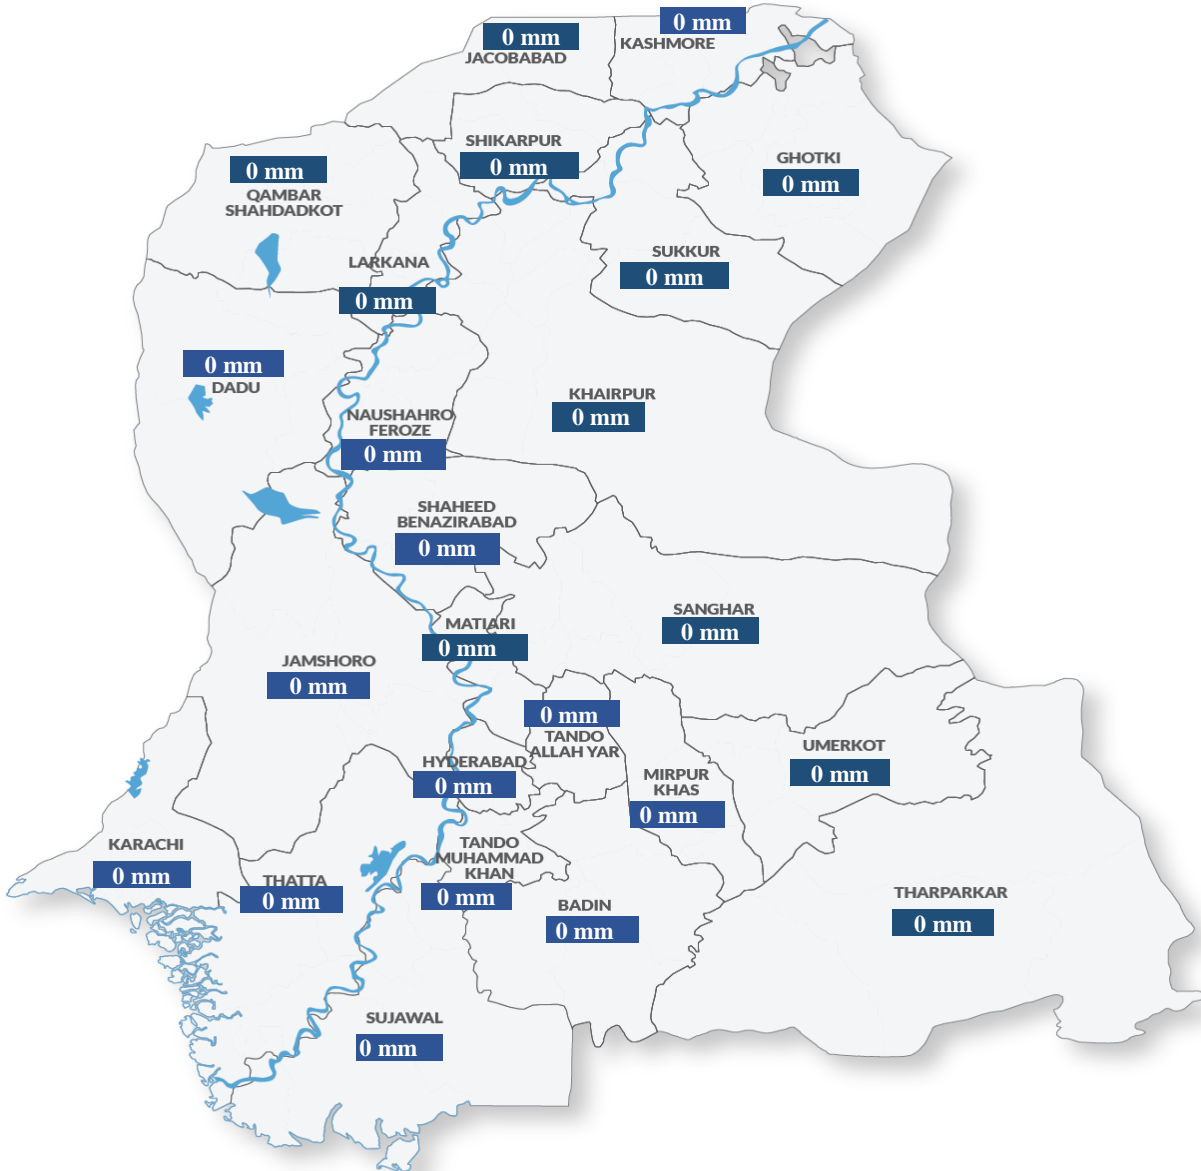 0 mm
KASHMORE
0 mm
JACOBABAD
SHIKARPUR
0 mm
GHOTKI
0 mm
0 mm
QAMBAR
SHAHDADKOT
SUKKUR
0 mm
LARKANA
0 mm
0 mm
DADU
KHAIRPUR
0 mm
NAUSHAHRO
FEROZE
0 mm
SHAHEED
BENAZIRABAD
0 mm
SANGHAR
0 mm
MATIARI
0 mm
JAMSHORO
0 mm
0 mm
TANDO
ALLAH YAR
UMERKOT
0 mm
HYDERABAD
0 mm
MIRPUR
KHAS
0 mm
KARACHI
0 mm
THATTA
0 mm
TANDO
MUHAMMAD
KHAN
0 mm
BADIN
0 mm
THARPARKAR
0 mm
SUJAWAL
0 mm